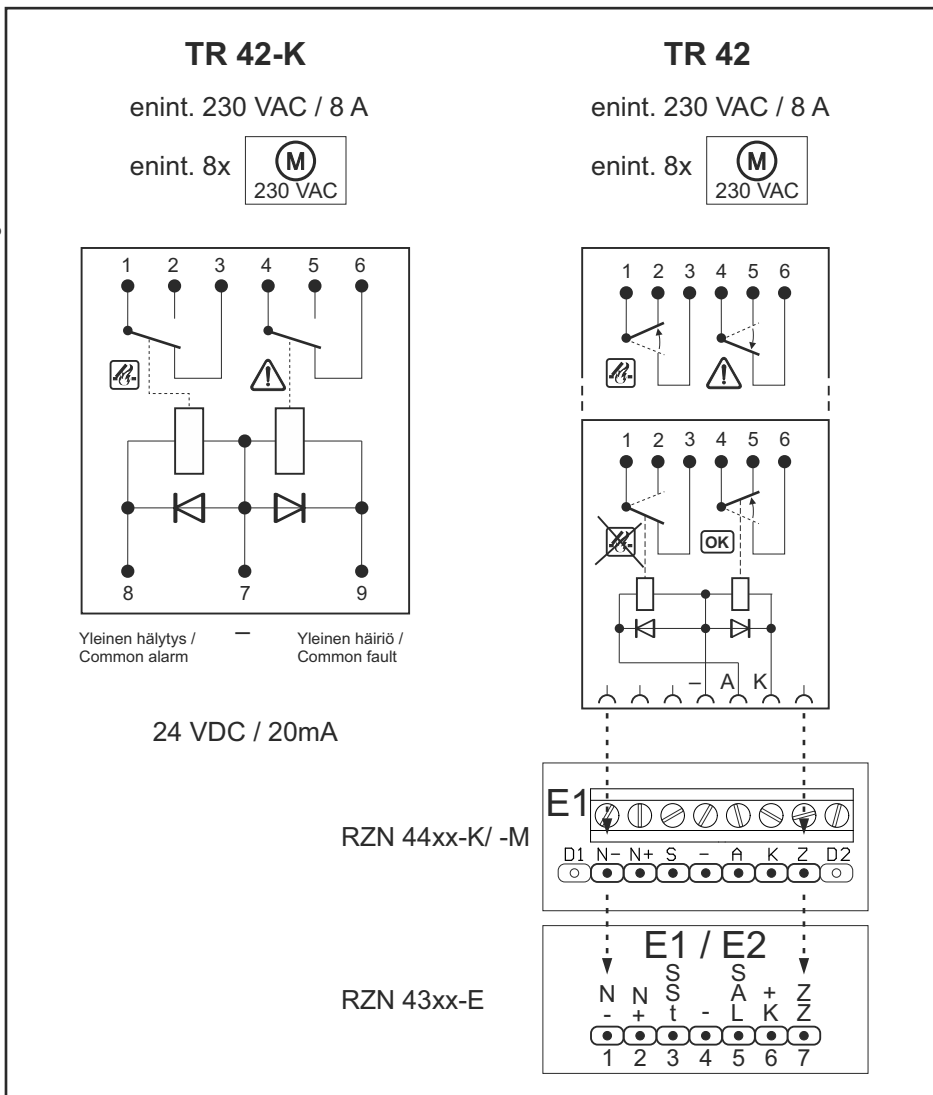 TR 42-K
enint. 230 VAC / 8 A
enint. 8x
M
230 VAC
1 2 3 4 5 6
8 7 9
Yleinen hälytys /
Common alarm
–
Yleinen häiriö /
Common fault
24 VDC / 20mA
TR 42
enint. 230 VAC / 8 A
enint. 8x
M
230 VAC
1 2 3 4 5 6
1 2 3 4 5 6
OK
– A K
RZN 44xx-K/ -M
E1
D1 N- N+ S - A K Z D2
RZN 43xx-E
E1 / E2
N -
N +
S S t
-
S A L
+ K
Z Z
1 2 3 4 5 6 7